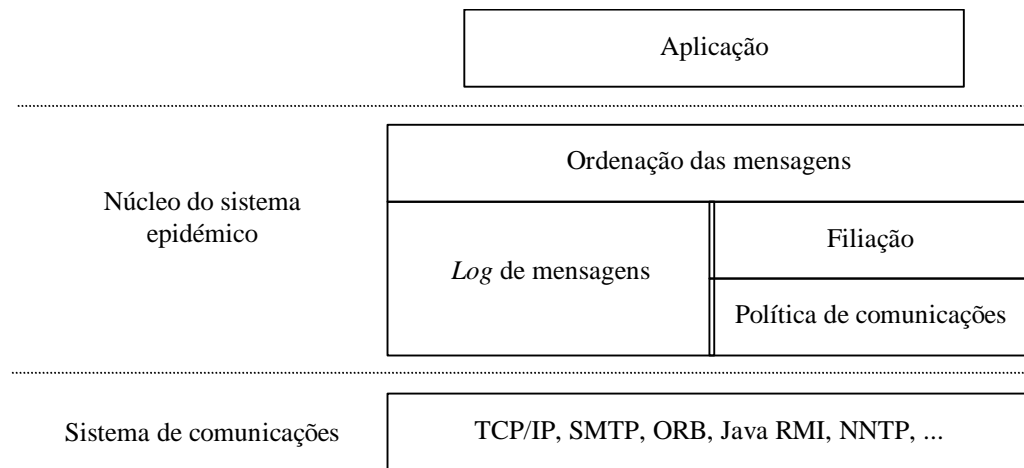 Aplicação
Ordenação das mensagens
Núcleo do sistema
epidémico
Log de mensagens
Filiação
Política de comunicações
Sistema de comunicações
TCP/IP, SMTP, ORB, Java RMI, NNTP, ...